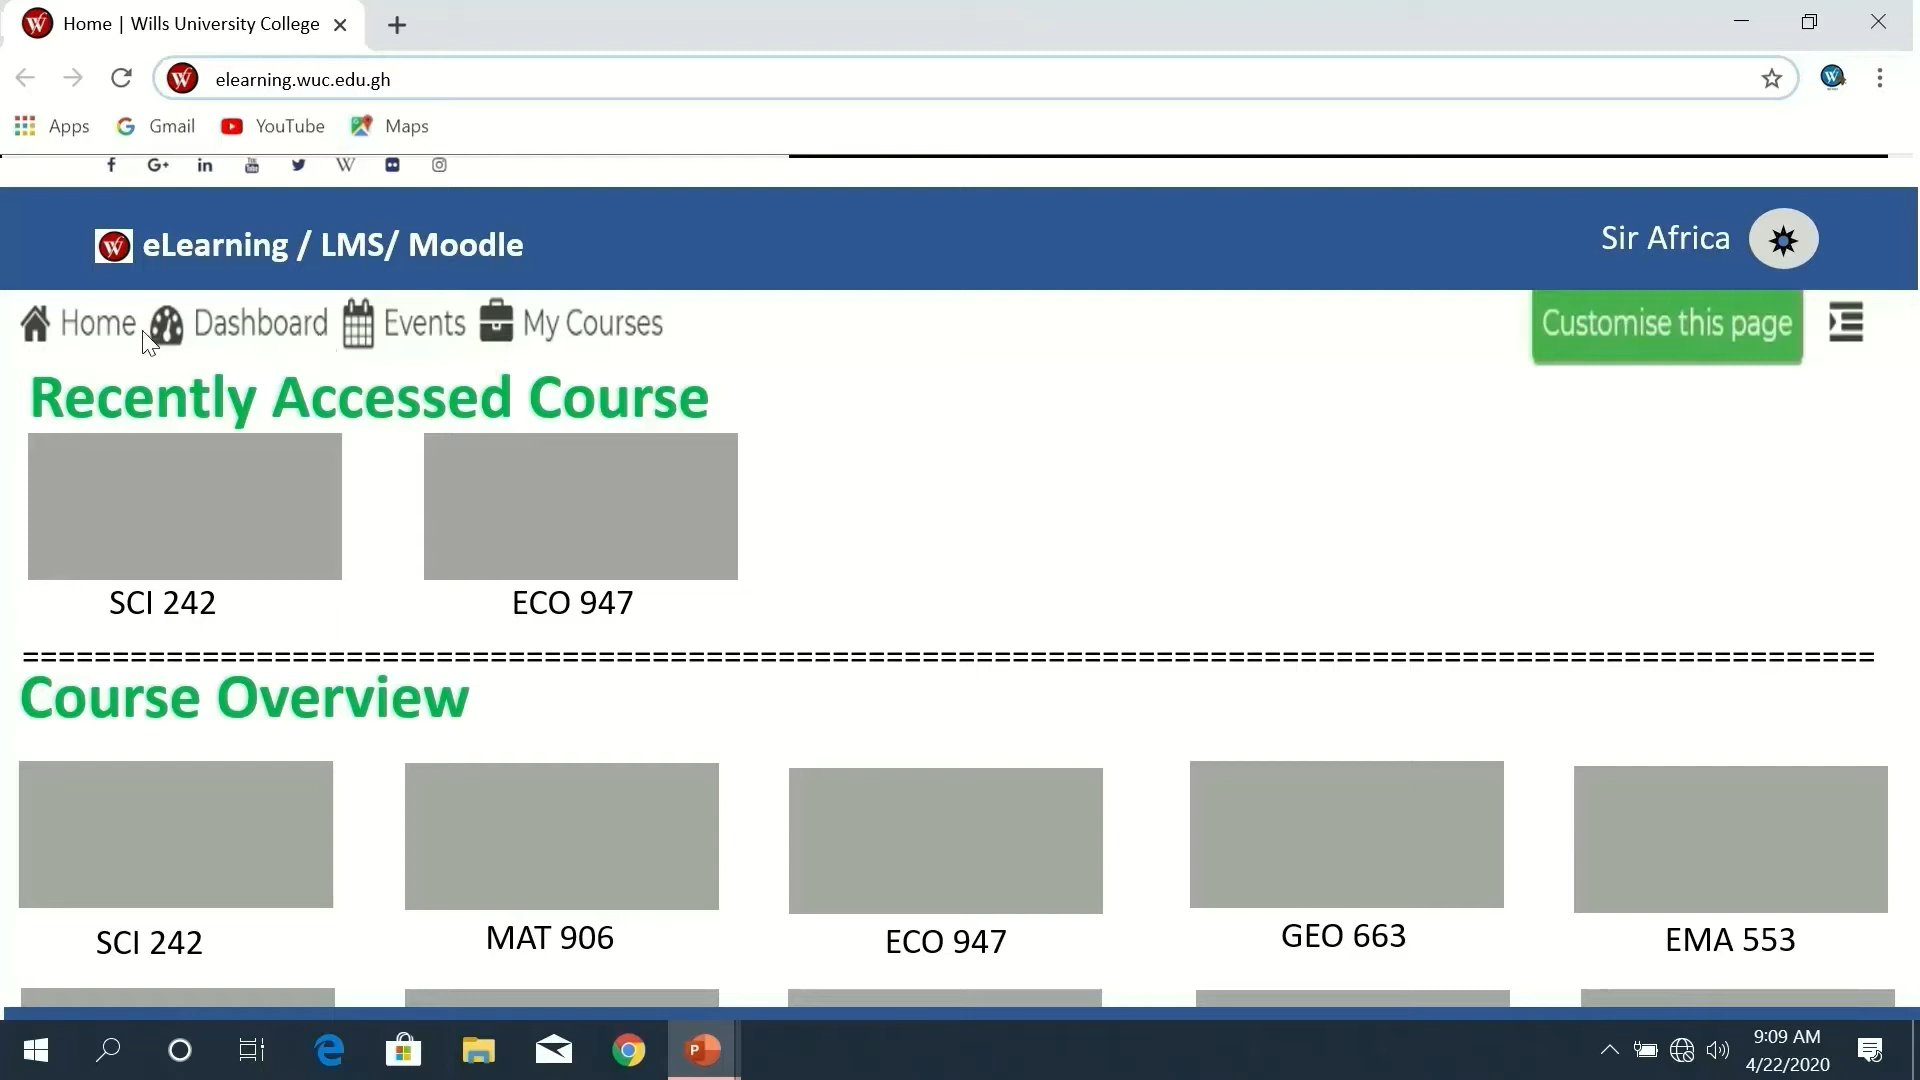 Home | Wills University College
elearning.wuc.edu.gh
Apps Gmail YouTube Maps
eLearning / LMS/ Moodle
Sir Africa
Home Dashboard Events My Courses
Customise this page
Recently Accessed Course
SCI 242 ECO 947
=======================================================================================================
Course Overview
SCI 242 MAT 906 ECO 947 GEO 663 EMA 553
9:09 AM
4/22/2020